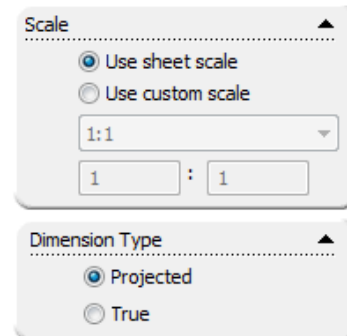 Scale
Use sheet scale
Use custom scale
1:1
1 : 1
Dimension Type
Projected
True